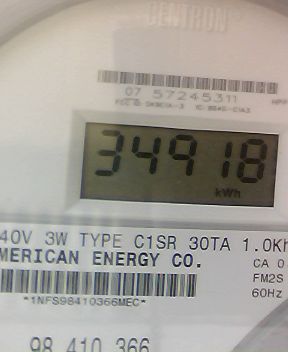 CENTRON
07 57245311
34918
kWh
40V 3W TYPE C1SR 30TA 1.0Kh
MERICAN ENERGY CO.
CA 0
FM2S
60Hz
*1NFS98410366MEC*
98 410 366